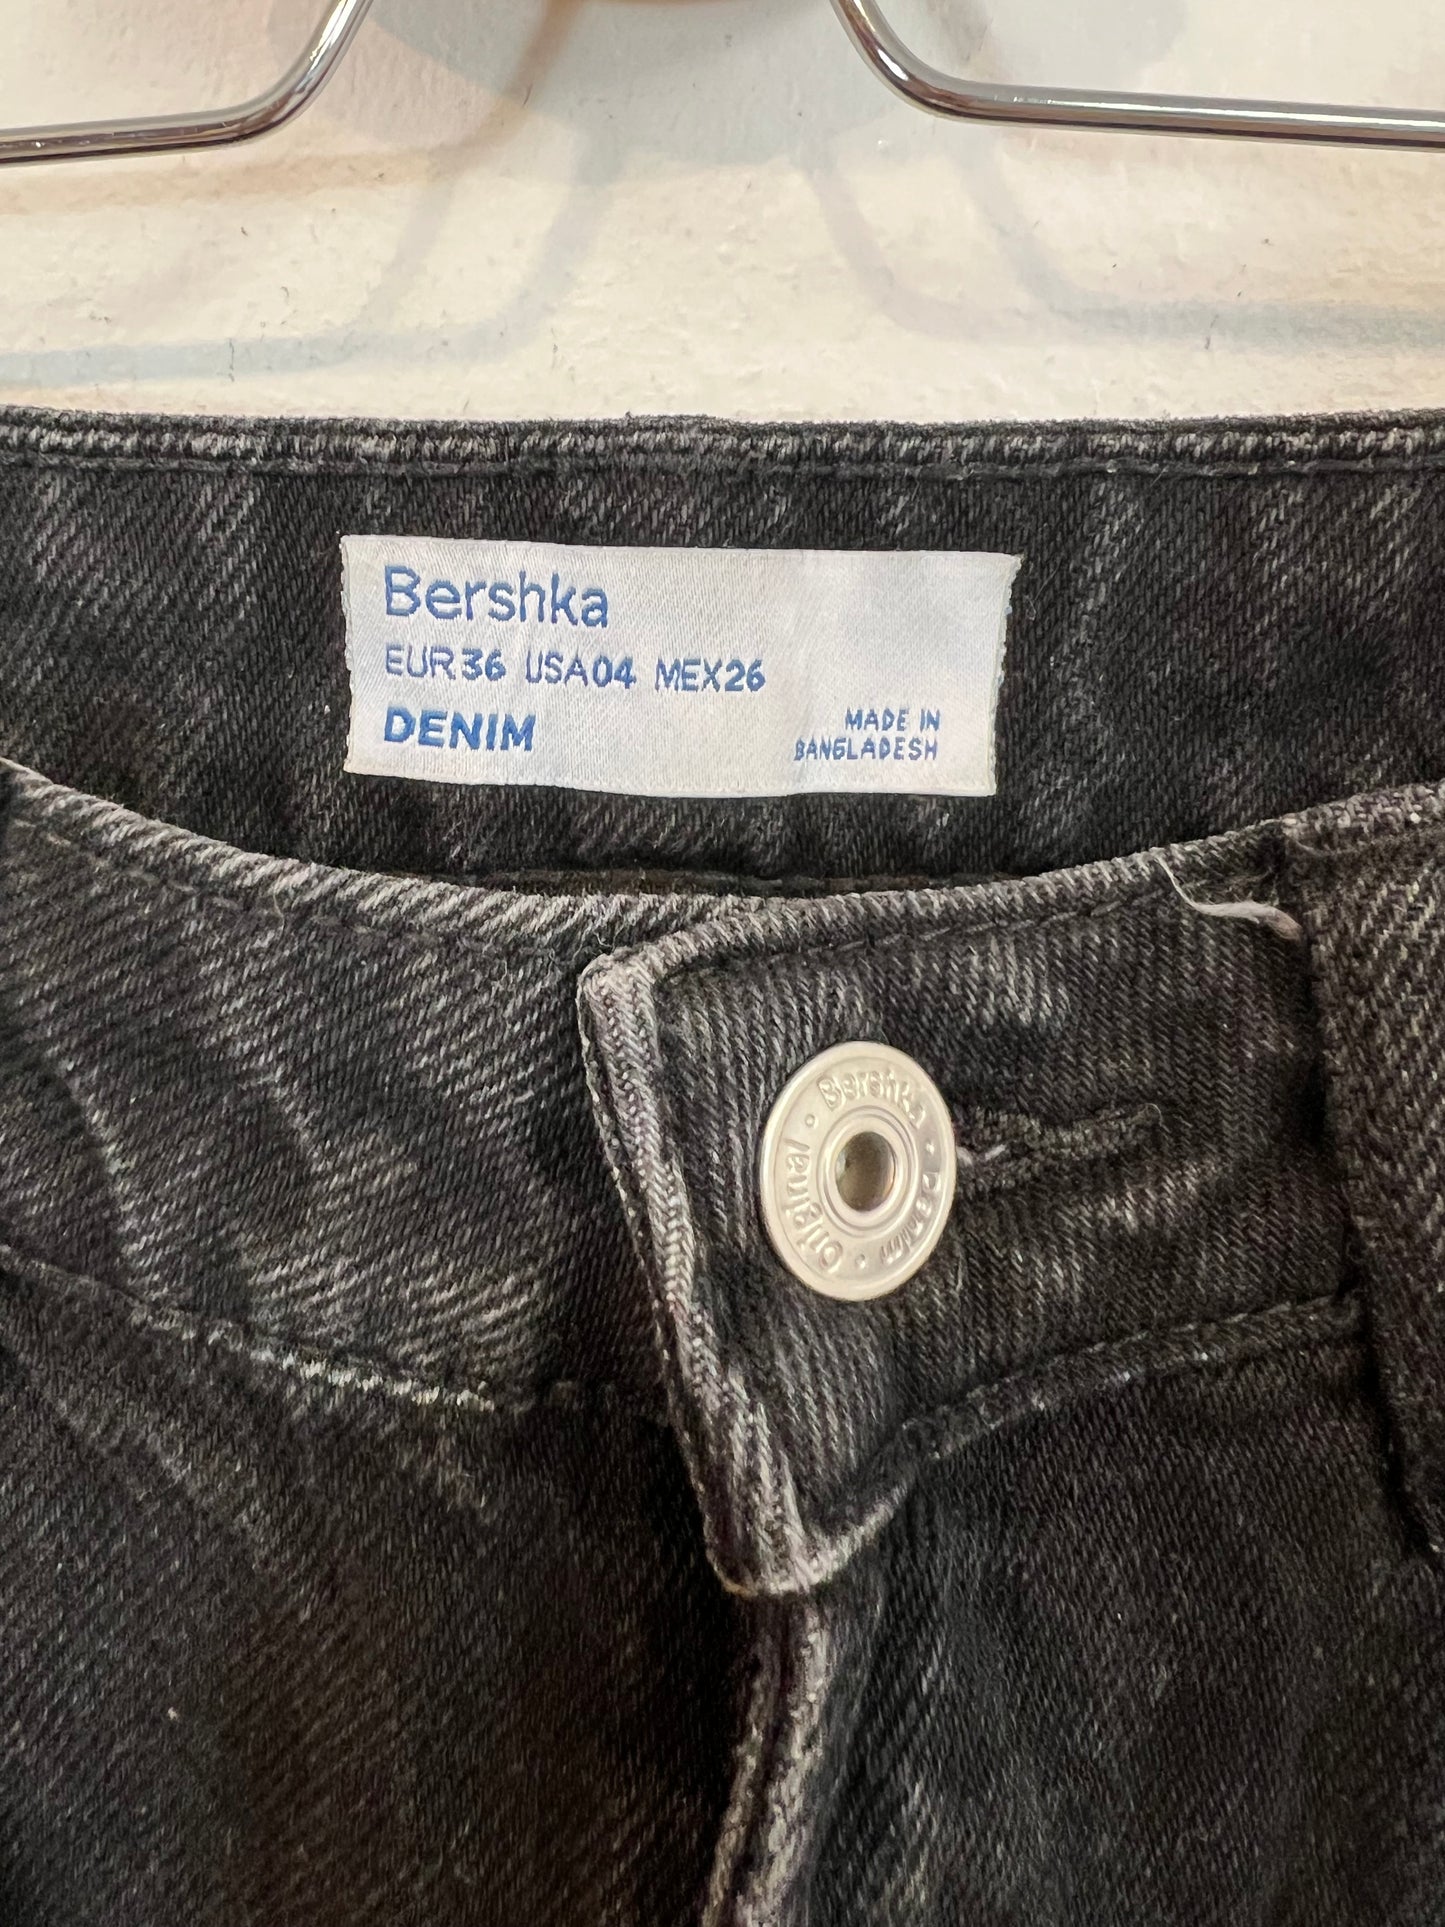 Bershka
EUR36 USA04 MEX26
DENIM
MADE IN
BANGLADESH
Bershka • Denim • Original •